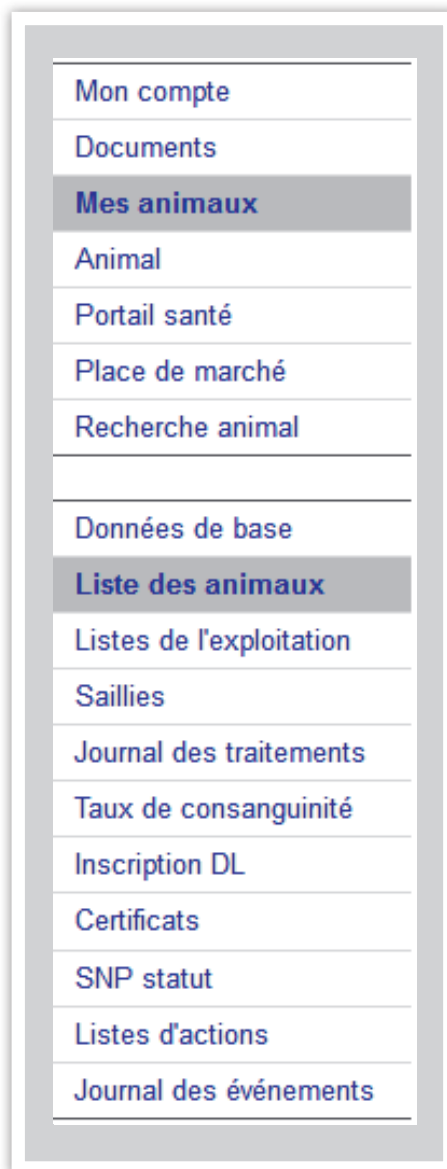 Mon compte
Documents
Mes animaux
Animal
Portail santé
Place de marché
Recherche animal
Données de base
Liste des animaux
Listes de l'exploitation
Saillies
Journal des traitements
Taux de consanguinité
Inscription DL
Certificats
SNP statut
Listes d'actions
Journal des événements